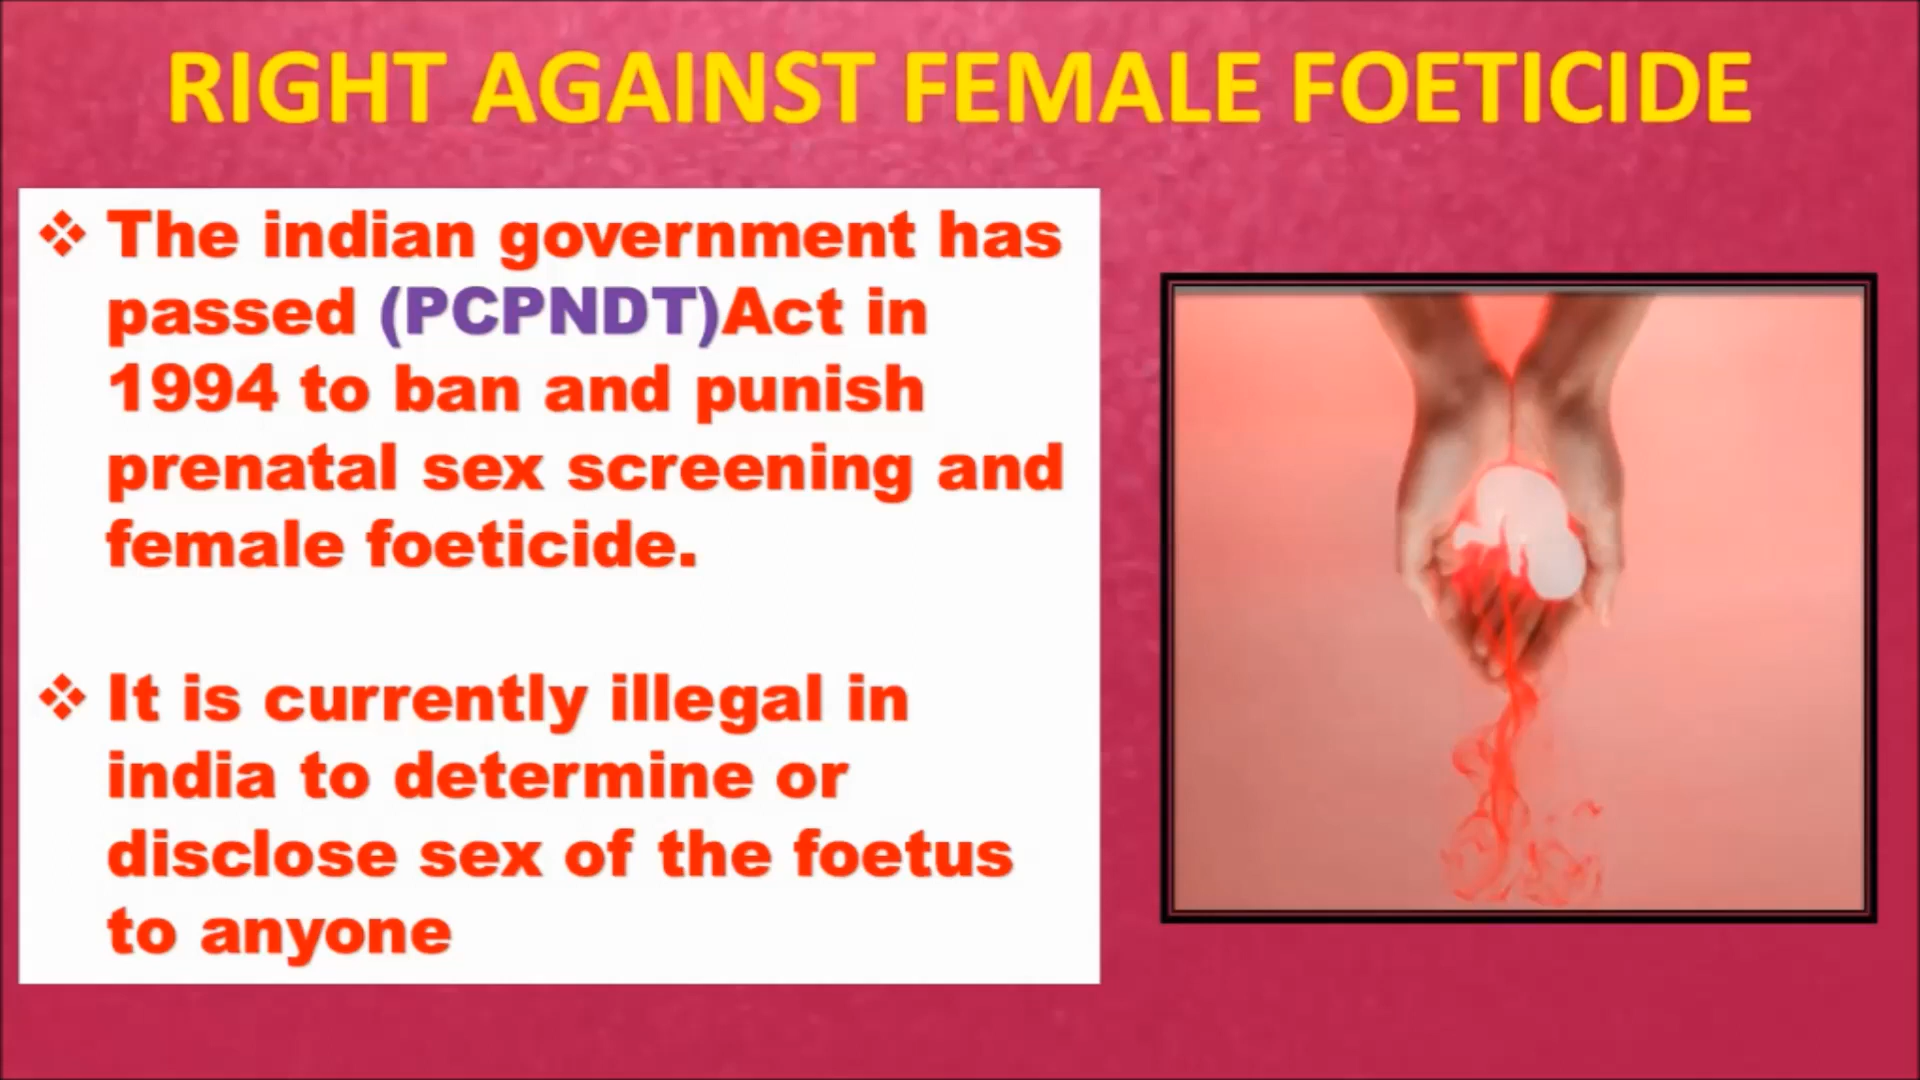 RIGHT AGAINST FEMALE FOETICIDE
❖ The indian government has
passed (PCPNDT)Act in
1994 to ban and punish
prenatal sex screening and
female foeticide.
❖ It is currently illegal in
india to determine or
disclose sex of the foetus
to anyone